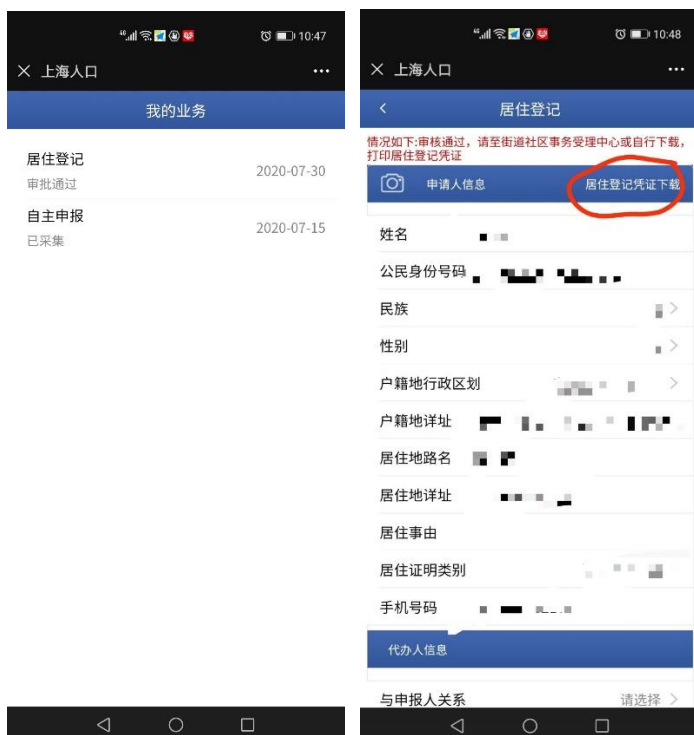 10:47
上海人口
我的业务
居住登记
2020-07-30
审批通过
自主申报
2020-07-15
已采集
10:48
上海人口
居住登记
情况如下:审核通过，请至街道社区事务受理中心或自行下载，
打印居住登记凭证
申请人信息 居住登记凭证下载
姓名
公民身份号码
民族
性别
户籍地行政区划
户籍地详址
居住地路名
居住地详址
居住事由
居住证明类别
手机号码
代办人信息
与申报人关系 请选择